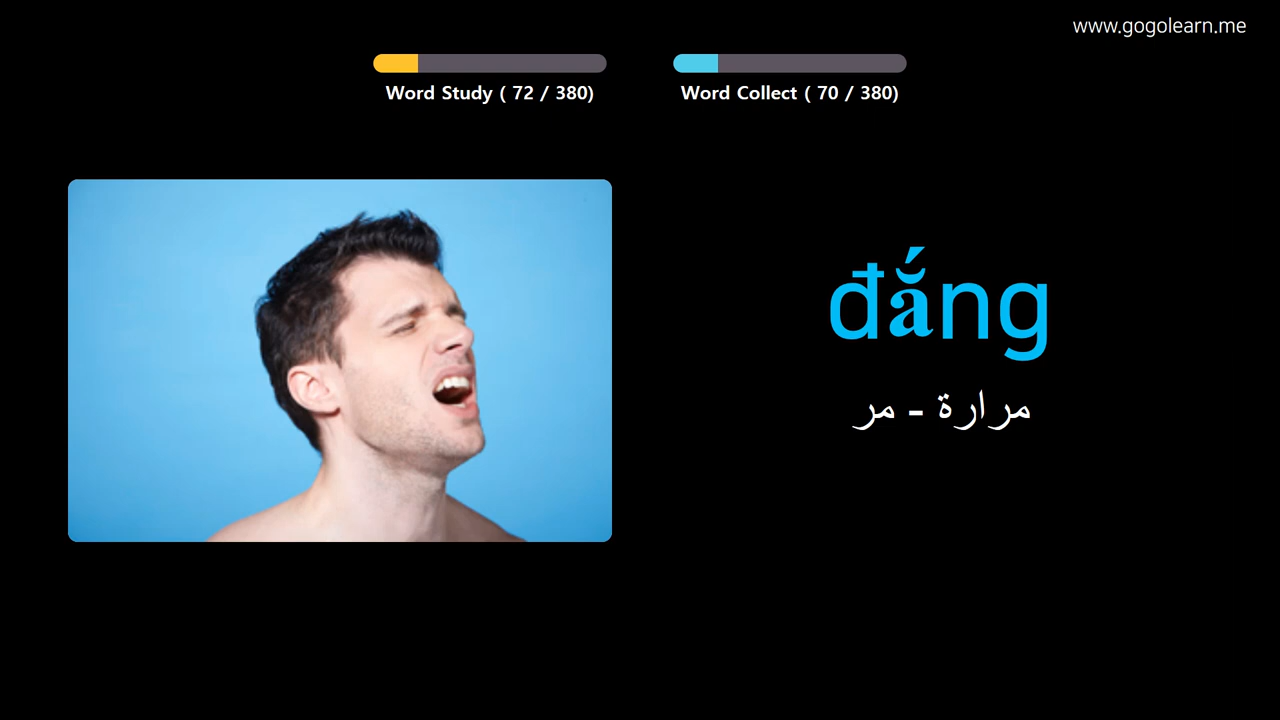 www.gogolearn.me
Word Study ( 72 / 380)
Word Collect ( 70 / 380)
đắng
مرارة - مر